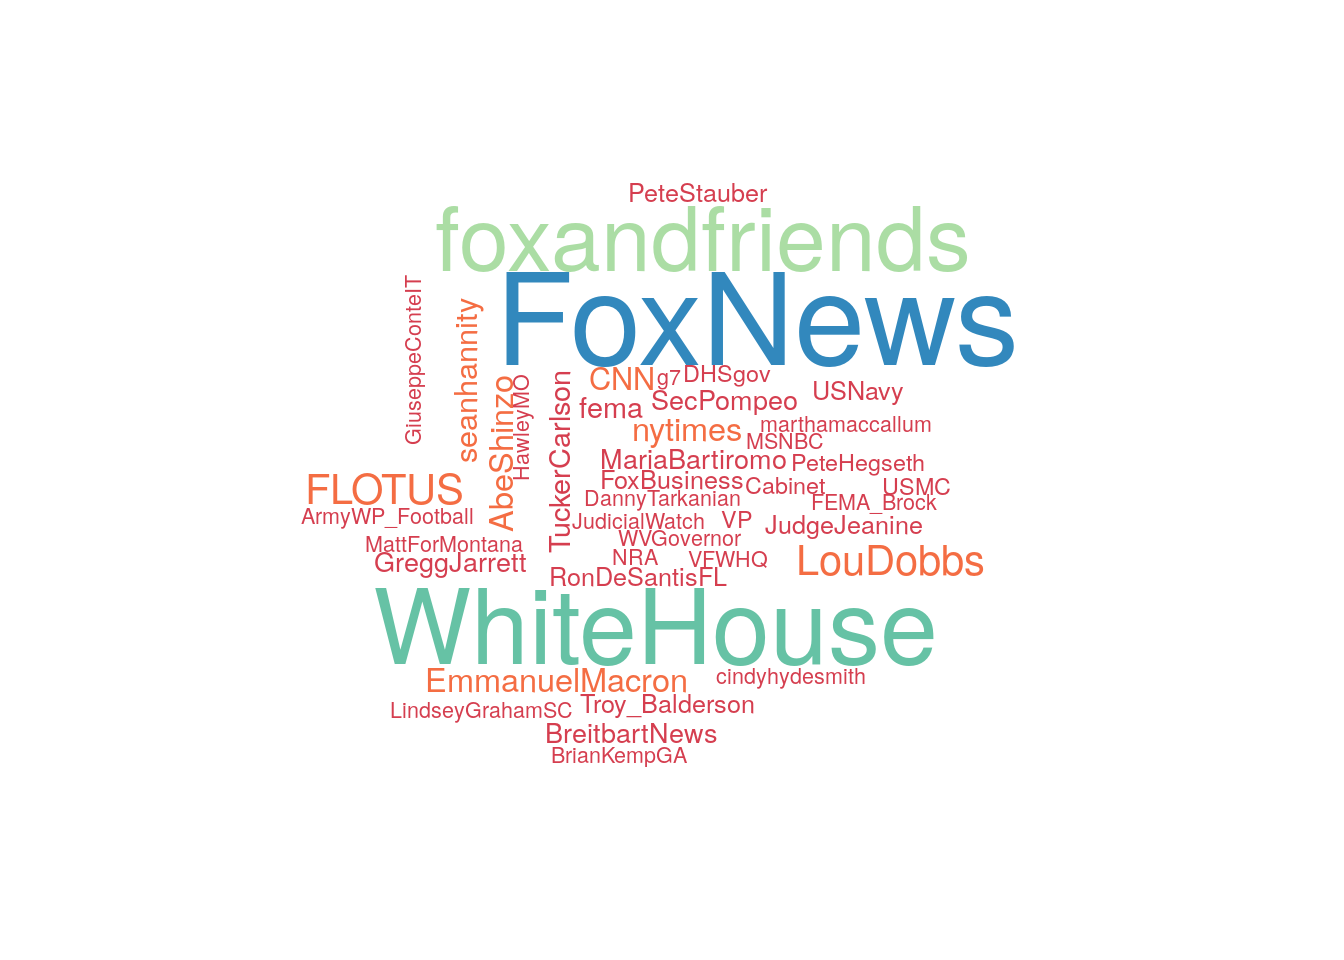 PeteStauber
foxandfriends
FoxNews
GiuseppeConteIT
seanhannity
AbeShinzo
HawleyMO
TuckerCarlson
CNN
g7
DHSgov
fema
SecPompeo
USNavy
nytimes
marthamaccallum
MSNBC
MariaBartiromo
PeteHegseth
FoxBusiness
Cabinet
USMC
FLOTUS
DannyTarkanian
FEMA_Brock
ArmyWP_Football
JudicialWatch
VP
JudgeJeanine
WVGovernor
MattForMontana
NRA
VFWHQ
LouDobbs
GreggJarrett
RonDeSantisFL
WhiteHouse
EmmanuelMacron
cindyhydesmith
LindseyGrahamSC
Troy_Balderson
BreitbartNews
BrianKempGA